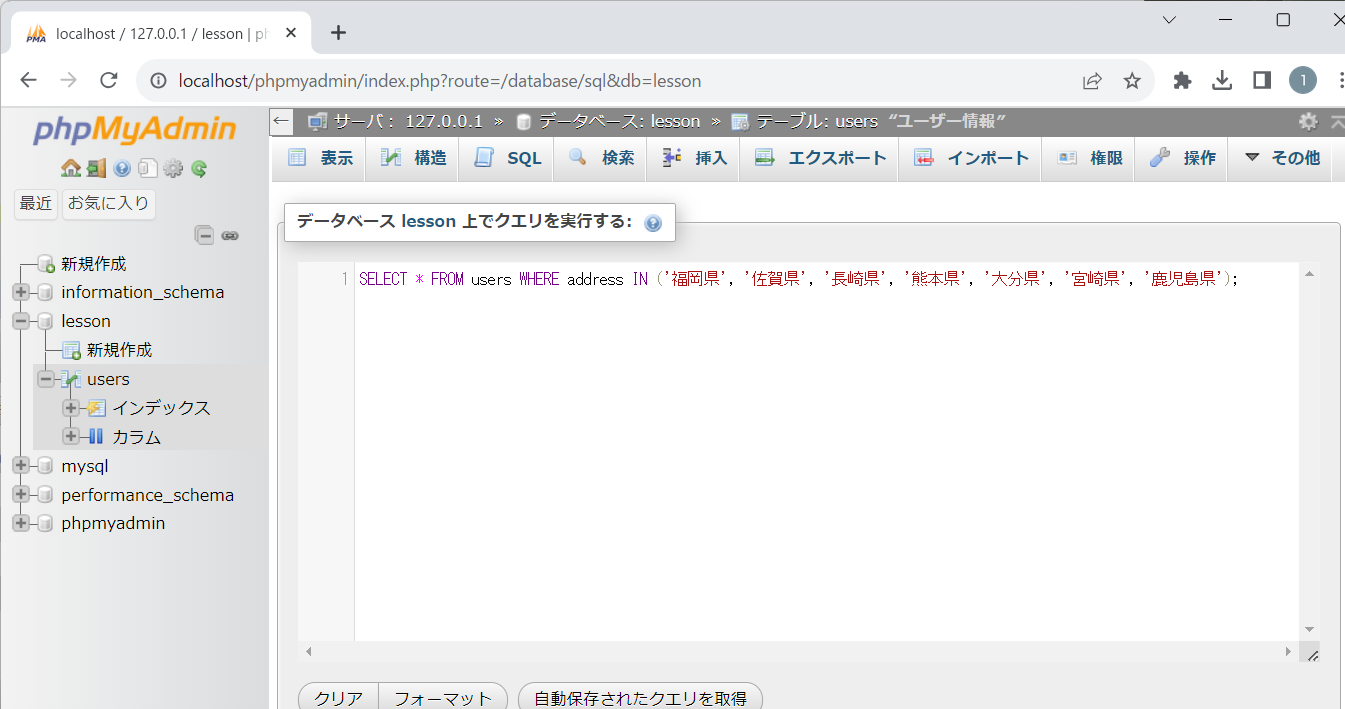 localhost / 127.0.0.1 / lesson | ph
localhost/phpmyadmin/index.php?route=/database/sql&db=lesson
1
phpMyAdmin
最近 お気に入り
新規作成
information_schema
lesson
新規作成
users
インデックス
カラム
mysql
performance_schema
phpmyadmin
サーバ: 127.0.0.1 » データベース: lesson » テーブル: users “ユーザー情報”
表示 構造 SQL 検索 挿入 エクスポート インポート 権限 操作 その他
データベース lesson 上でクエリを実行する:
1 SELECT * FROM users WHERE address IN ('福岡県', '佐賀県', '長崎県', '熊本県', '大分県', '宮崎県', '鹿児島県');
クリア フォーマット 自動保存されたクエリを取得